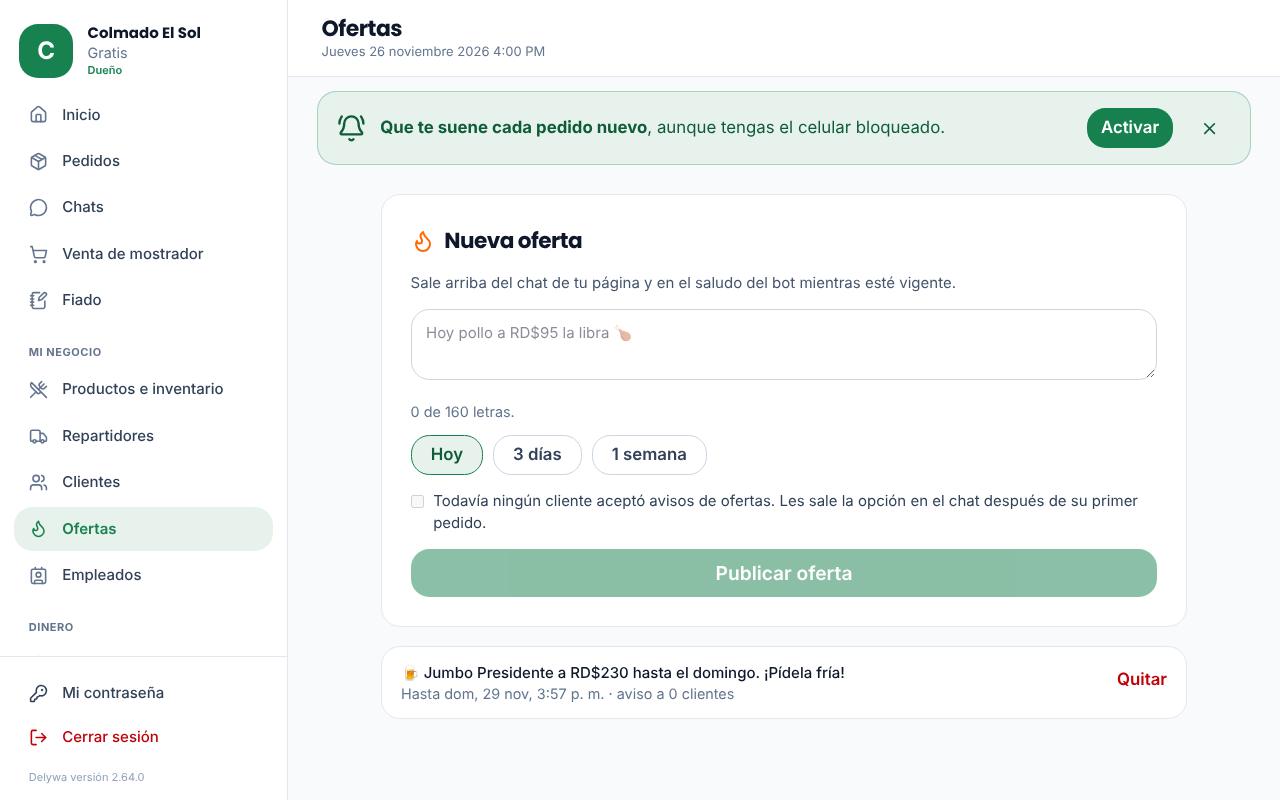 C
Colmado El Sol
Gratis
Dueño
Inicio
Pedidos
Chats
Venta de mostrador
Fiado
MI NEGOCIO
Productos e inventario
Repartidores
Clientes
Ofertas
Empleados
DINERO
Mi contraseña
Cerrar sesión
Delywa versión 2.64.0
Ofertas
Jueves 26 noviembre 2026 4:00 PM
Que te suene cada pedido nuevo, aunque tengas el celular bloqueado.
Activar
Nueva oferta
Sale arriba del chat de tu página y en el saludo del bot mientras esté vigente.
Hoy pollo a RD$95 la libra 🍗
0 de 160 letras.
Hoy
3 días
1 semana
Todavía ningún cliente aceptó avisos de ofertas. Les sale la opción en el chat después de su primer
pedido.
Publicar oferta
🍺 Jumbo Presidente a RD$230 hasta el domingo. ¡Pídela fría!
Hasta dom, 29 nov, 3:57 p. m. · aviso a 0 clientes
Quitar